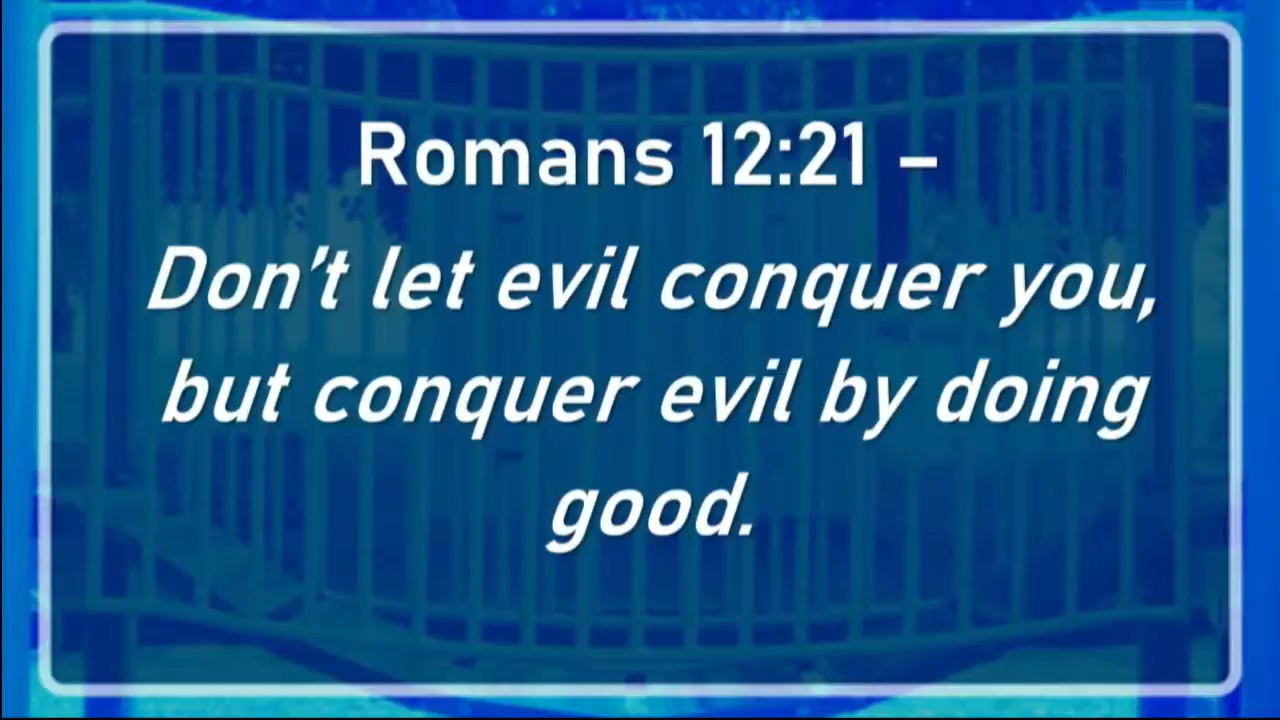 Romans 12:21 –
Don't let evil conquer you,
but conquer evil by doing
good.